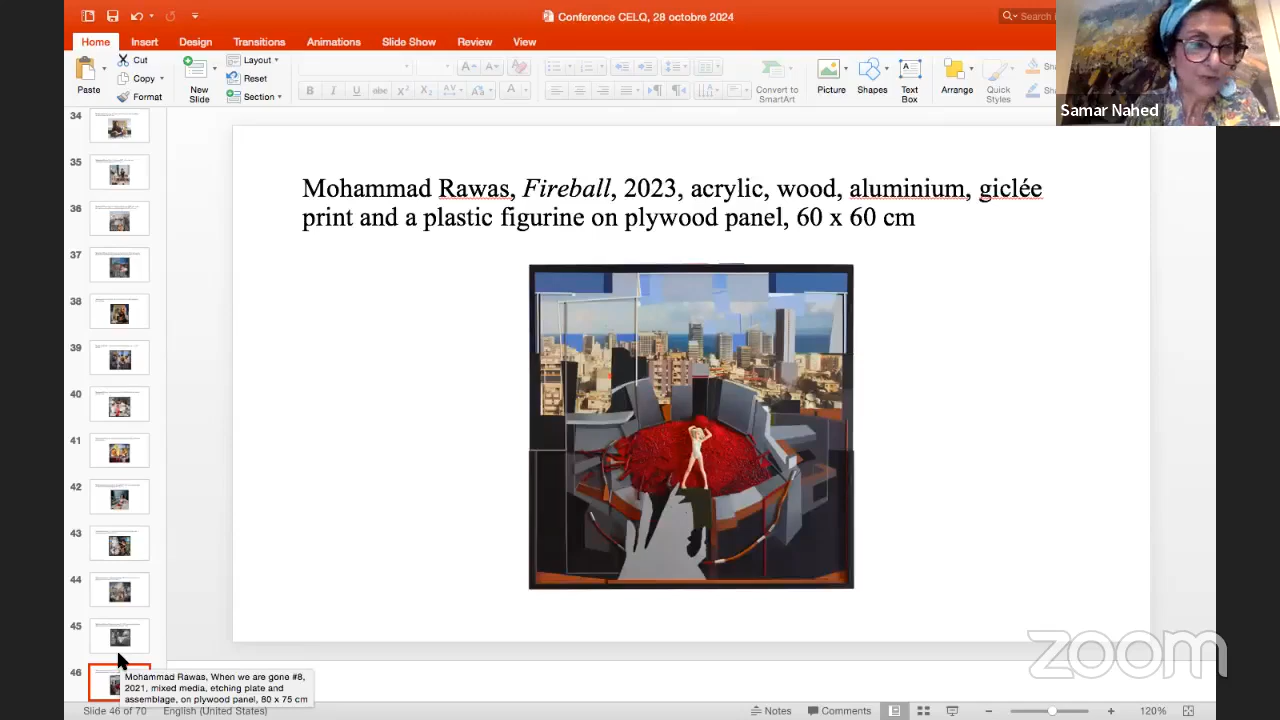 Conference CELQ, 28 octobre 2024
Search i
Home Insert Design Transitions Animations Slide Show Review View
Paste
Cut
Copy
Format
New
Slide
Layout
Reset
Section
Convert to
SmartArt
Picture
Shapes
Text
Box
Arrange
Quick
Styles
Samar Nahed
34
35
36
37
38
39
40
41
42
43
44
45
46
Mohammad Rawas, Fireball, 2023, acrylic, wood, aluminium, giclée
print and a plastic figurine on plywood panel, 60 x 60 cm
Mohammad Rawas, When we are gone #8,
2021, mixed media, etching plate and
assemblage, on plywood panel, 80 x 75 cm
zoom
Slide 46 of 70 English (United States) Notes Comments 120%